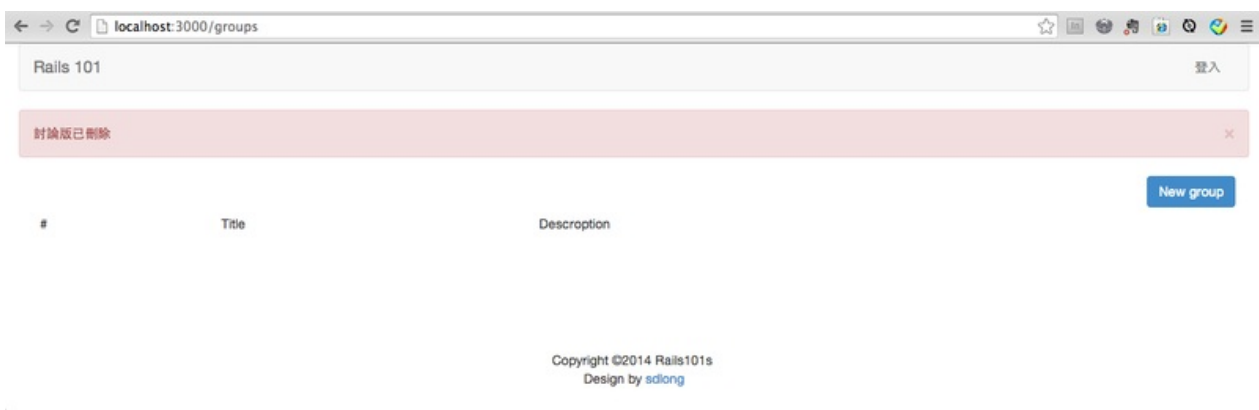 localhost:3000/groups
Rails 101
登入
討論版已刪除
×
New group
# Title Descroption
Copyright ©2014 Rails101s
Design by sdlong